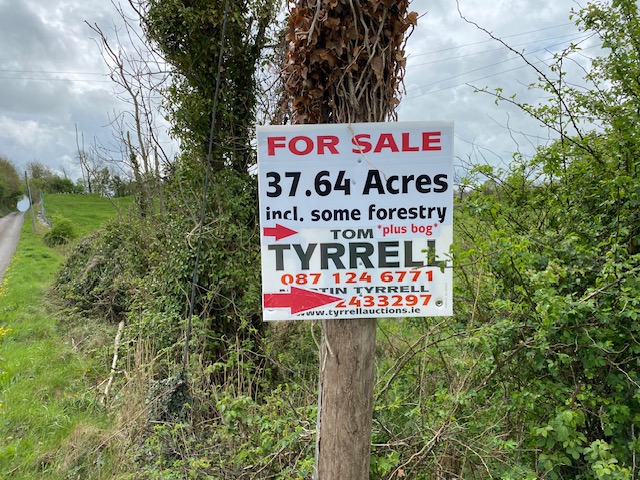 FOR SALE
37.64 Acres
incl. some forestry
*plus bog*
TOM
TYRRELL
087 124 6771
TYRRELL
2433297
www.tyrrellauctions.ie